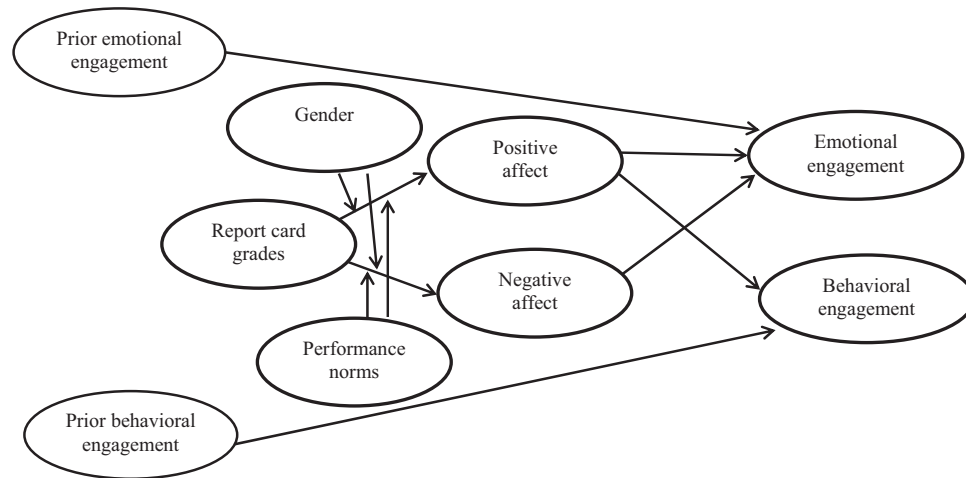 Prior emotional
engagement
Gender
Positive
affect
Emotional
engagement
Report card
grades
Negative
affect
Behavioral
engagement
Performance
norms
Prior behavioral
engagement